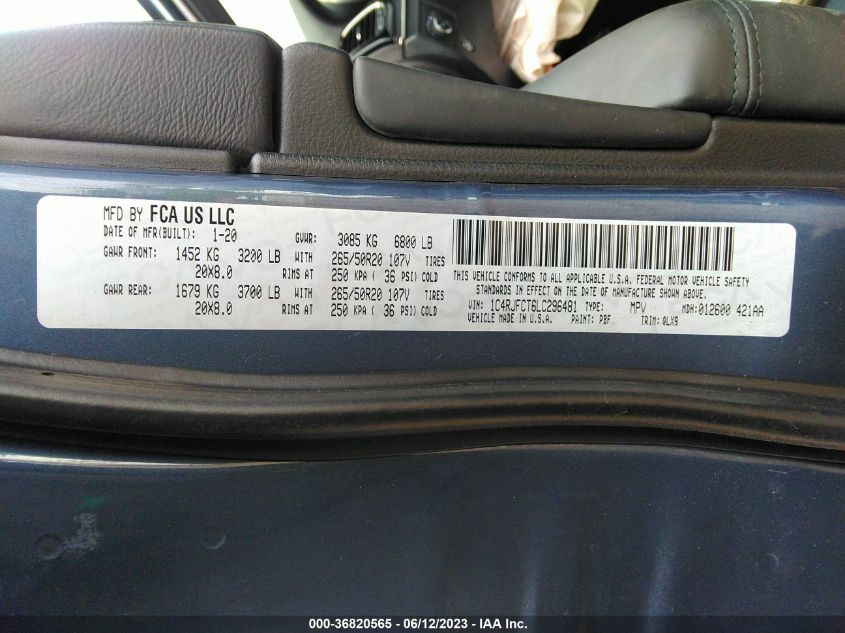 MFD BY FCA US LLC
DATE OF MFR(BUILT): 1-20 GVWR: 3085 KG 6800 LB
GAWR FRONT: 1452 KG 3200 LB WITH 265/50R20 107V TIRES
20X8.0 RIMS AT 250 KPA ( 36 PSI) COLD
GAWR REAR: 1679 KG 3700 LB WITH 265/50R20 107V TIRES
20X8.0 RIMS AT 250 KPA ( 36 PSI) COLD
THIS VEHICLE CONFORMS TO ALL APPLICABLE U.S.A. FEDERAL MOTOR VEHICLE SAFETY
STANDARDS IN EFFECT ON THE DATE OF MANUFACTURE SHOWN ABOVE.
VIN: 1C4RJFCT6LC296481 TYPE: MPV MDH:012600 421AA
VEHICLE MADE IN U.S.A. PAINT: PBF TRIM: QLX9
000-36820565 - 06/12/2023 - IAA Inc.